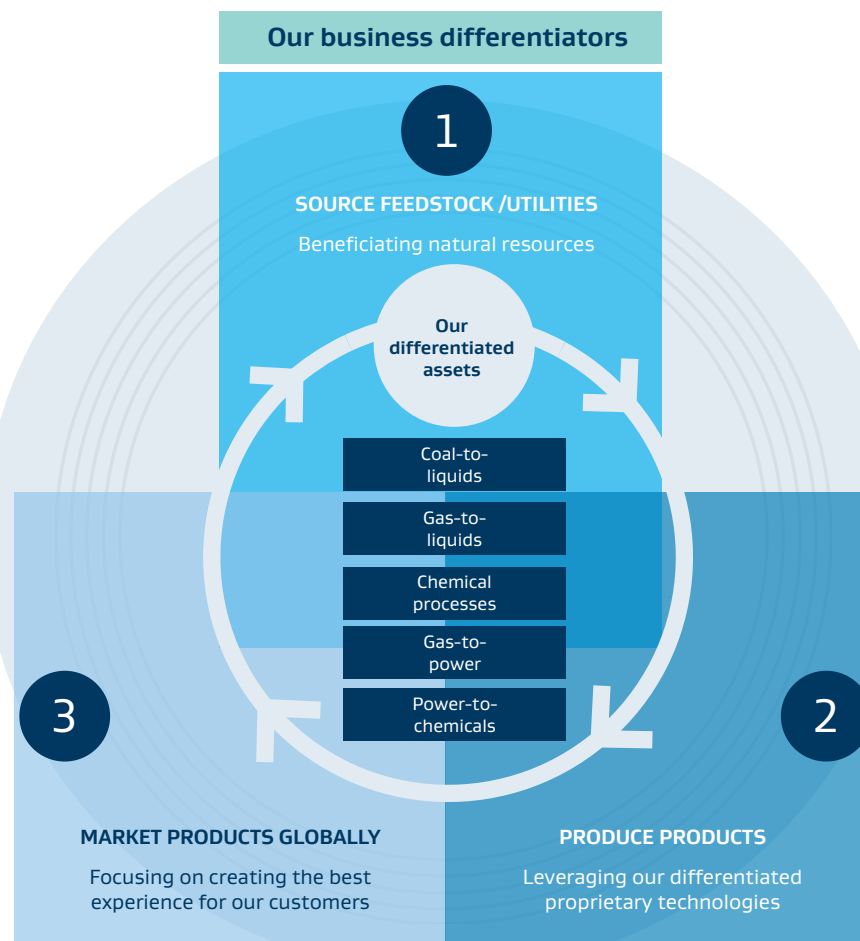 Our business differentiators
1
SOURCE FEEDSTOCK /UTILITIES
Beneficiating natural resources
Our
differentiated
assets
Coal-to-
liquids
Gas-to-
liquids
Chemical
processes
Gas-to-
power
Power-to-
chemicals
2
PRODUCE PRODUCTS
Leveraging our differentiated
proprietary technologies
3
MARKET PRODUCTS GLOBALLY
Focusing on creating the best
experience for our customers